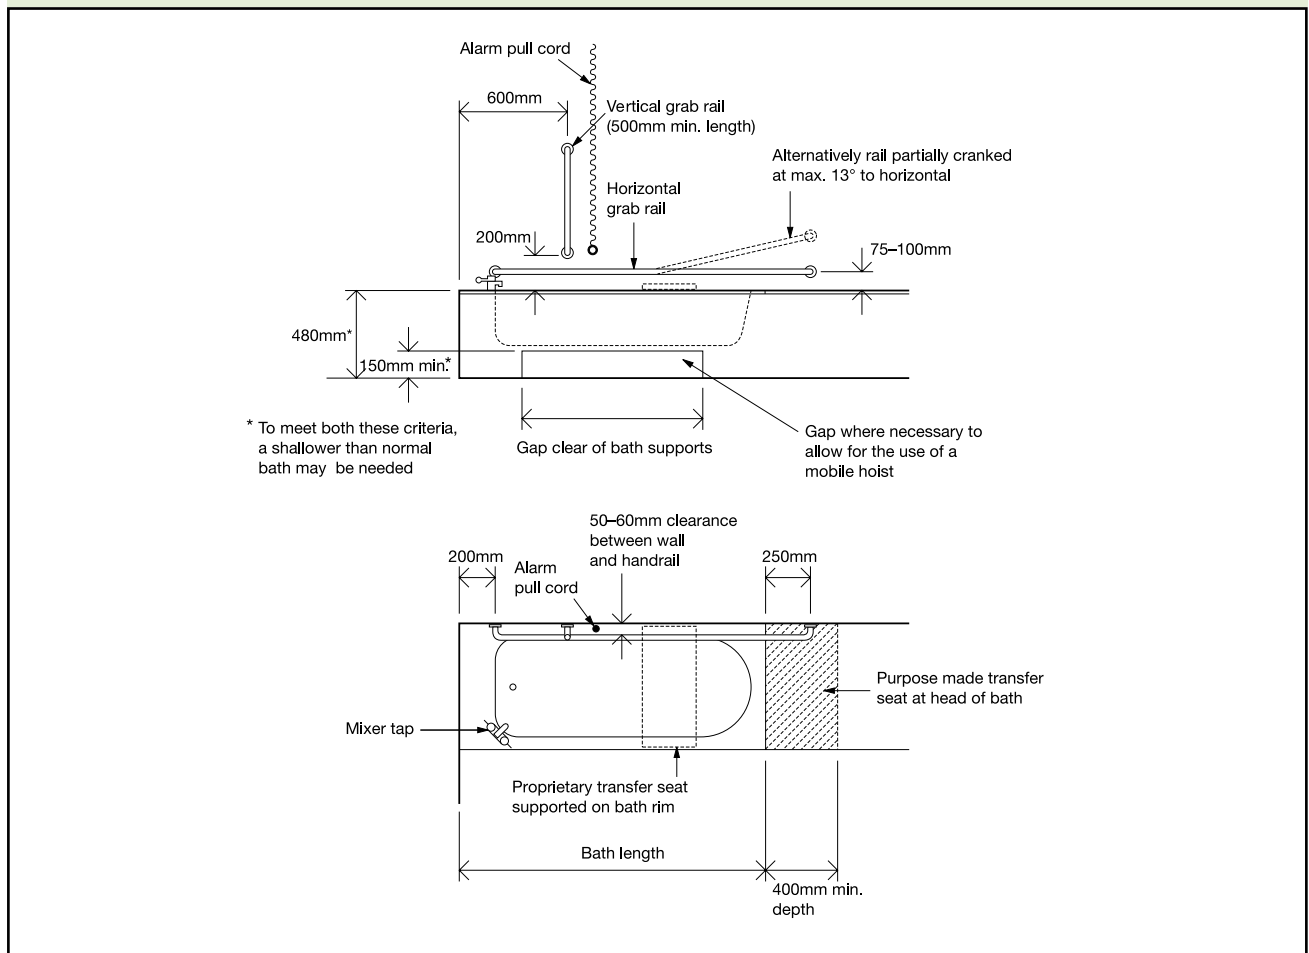 Alarm pull cord
600mm
Vertical grab rail
(500mm min. length)
Alternatively rail partially cranked
at max. 13° to horizontal
Horizontal
grab rail
200mm
75–100mm
480mm*
150mm min.*
* To meet both these criteria,
a shallower than normal
bath may be needed
Gap clear of bath supports
Gap where necessary to
allow for the use of a
mobile hoist
50–60mm clearance
between wall
and handrail
200mm
Alarm
pull cord
250mm
Purpose made transfer
seat at head of bath
Mixer tap
Proprietary transfer seat
supported on bath rim
Bath length
400mm min.
depth